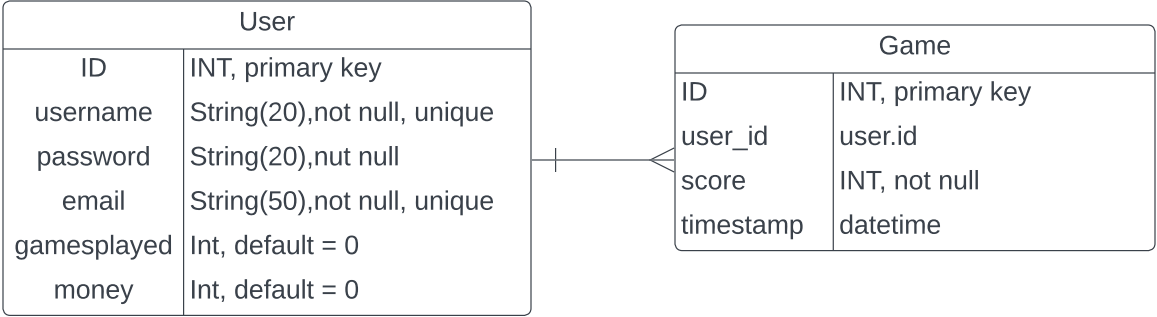 User
ID INT, primary key
username String(20),not null, unique
password String(20),nut null
email String(50),not null, unique
gamesplayed Int, default = 0
money Int, default = 0
Game
ID INT, primary key
user_id user.id
score INT, not null
timestamp datetime